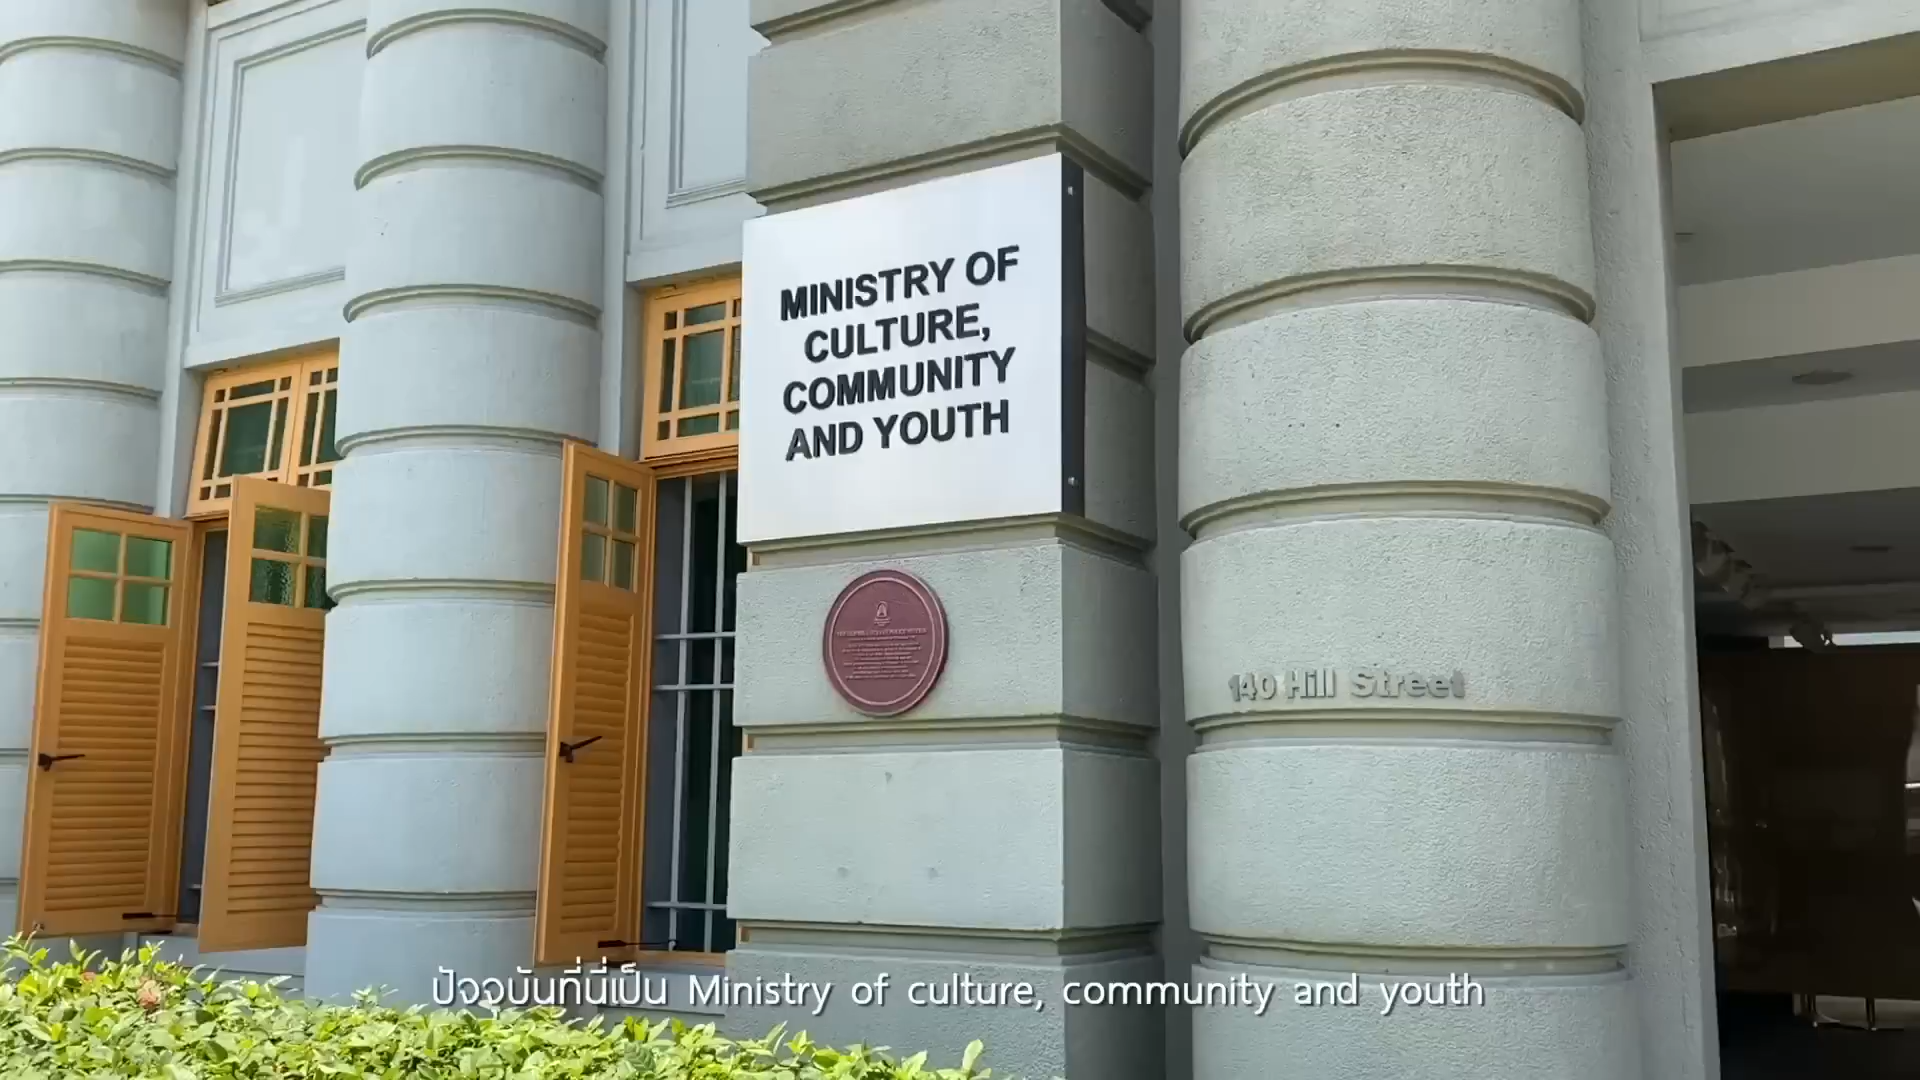 MINISTRY OF
CULTURE,
COMMUNITY
AND YOUTH
140 Hill Street
ปัจจุบันที่นี่เป็น Ministry of culture, community and youth